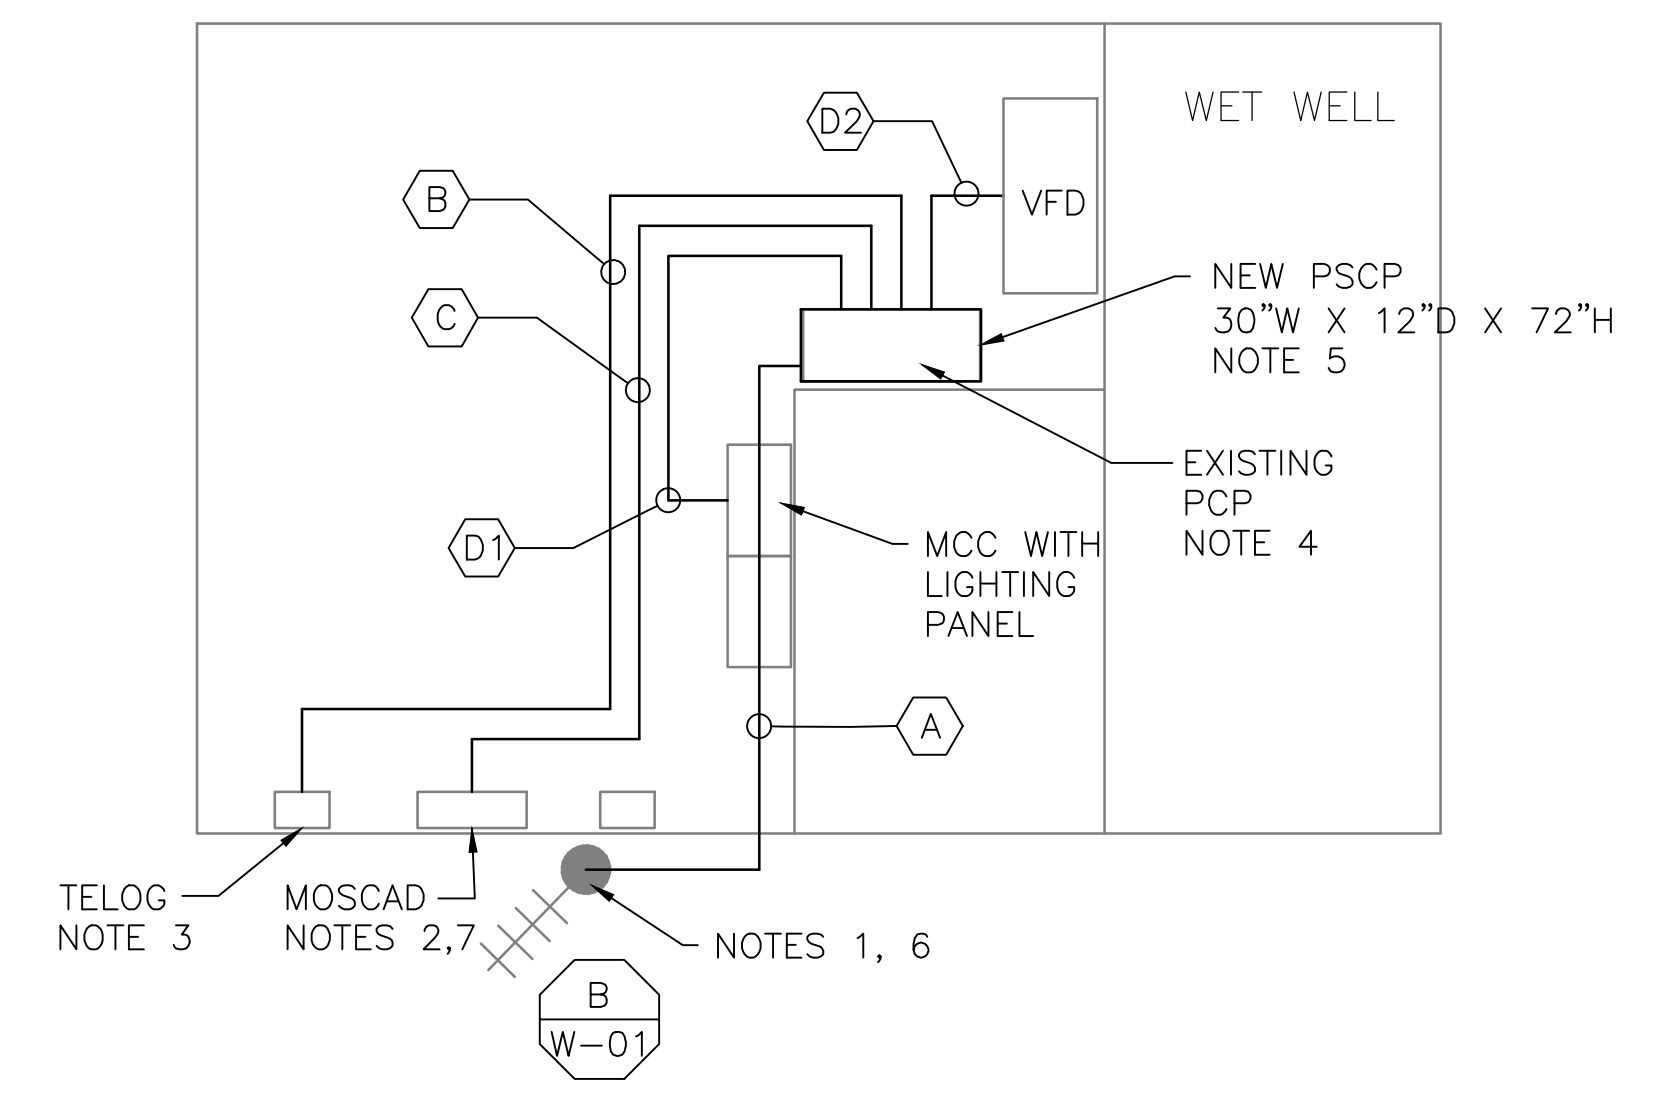 WET WELL
D2
VFD
B
NEW PSCP
30”W X 12”D X 72”H
NOTE 5
C
EXISTING
PCP
NOTE 4
D1
MCC WITH
LIGHTING
PANEL
A
TELOG
NOTE 3
MOSCAD
NOTES 2,7
NOTES 1, 6
B
W-01